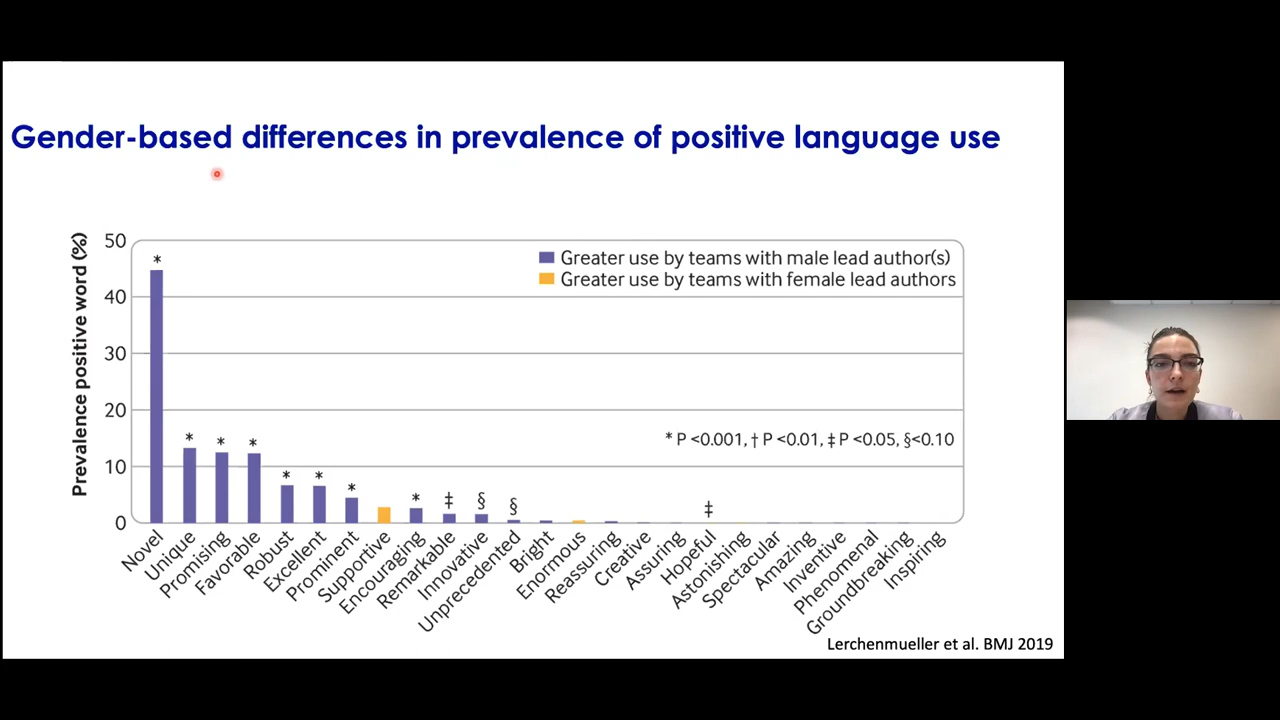 Gender-based differences in prevalence of positive language use
Prevalence positive word (%)
50
40
30
20
10
0
Greater use by teams with male lead author(s)
Greater use by teams with female lead authors
*
*
*
*
*
*
*
*
‡
§
§
‡
* P <0.001, † P <0.01, ‡ P <0.05, §<0.10
Novel
Unique
Promising
Favorable
Robust
Excellent
Prominent
Supportive
Encouraging
Remarkable
Innovative
Unprecedented
Bright
Enormous
Reassuring
Creative
Assuring
Hopeful
Astonishing
Spectacular
Amazing
Inventive
Phenomenal
Groundbreaking
Inspiring
Lerchenmueller et al. BMJ 2019